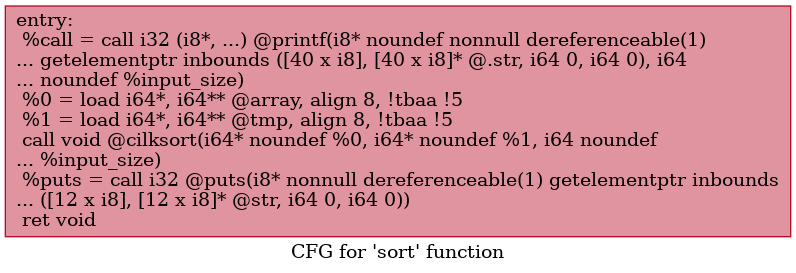 entry:
%call = call i32 (i8*, ...) @printf(i8* noundef nonnull dereferenceable(1)
... getelementptr inbounds ([40 x i8], [40 x i8]* @.str, i64 0, i64 0), i64
... noundef %input_size)
%0 = load i64*, i64** @array, align 8, !tbaa !5
%1 = load i64*, i64** @tmp, align 8, !tbaa !5
call void @cilksort(i64* noundef %0, i64* noundef %1, i64 noundef
... %input_size)
%puts = call i32 @puts(i8* nonnull dereferenceable(1) getelementptr inbounds
... ([12 x i8], [12 x i8]* @str, i64 0, i64 0))
ret void
CFG for 'sort' function